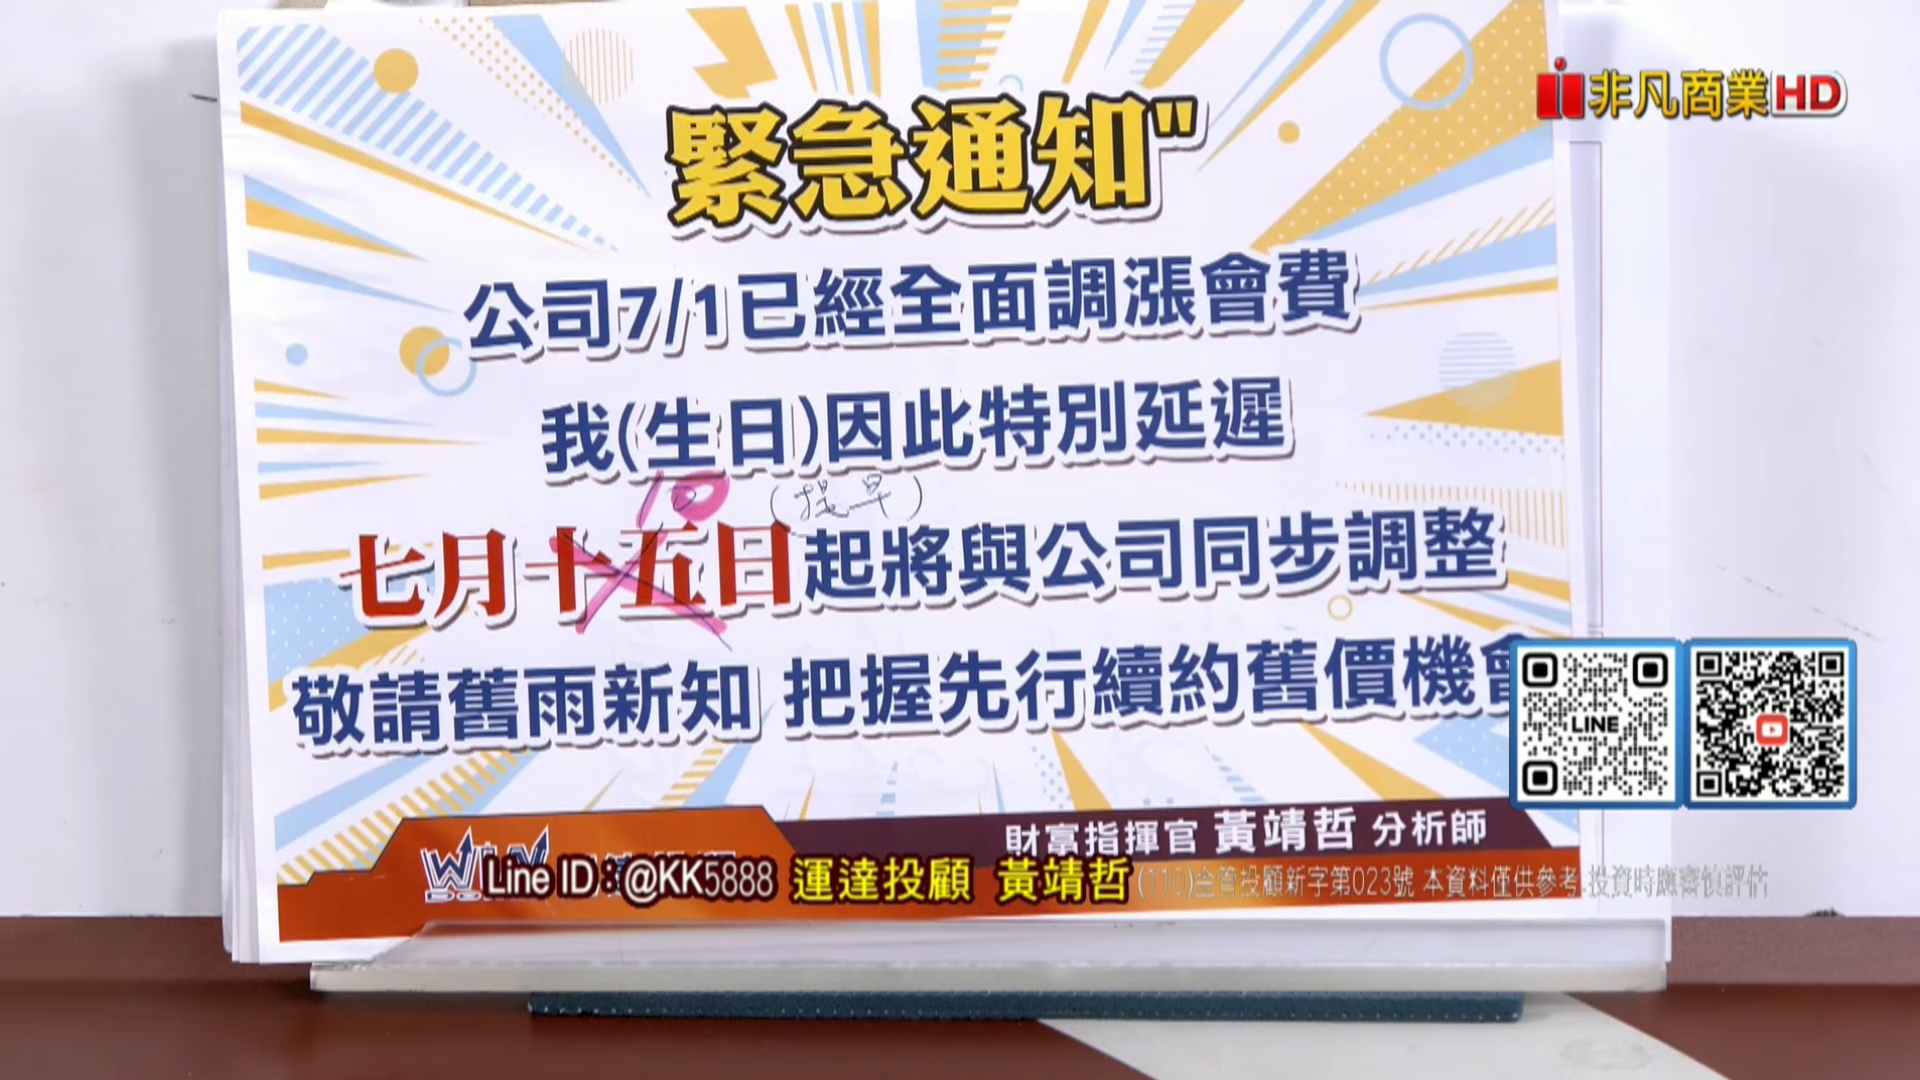 非凡商業HD
緊急通知"
公司7/1已經全面調漲會費
我(生日)因此特別延遲
10 (提早)
七月十五日起將與公司同步調整
敬請舊雨新知 把握先行續約舊價機會
LINE
財富指揮官 黃靖哲 分析師
Line ID:@KK5888 運達投顧 黃靖哲 (110)金管投顧新字第023號 本資料僅供參考,投資時應審慎評估